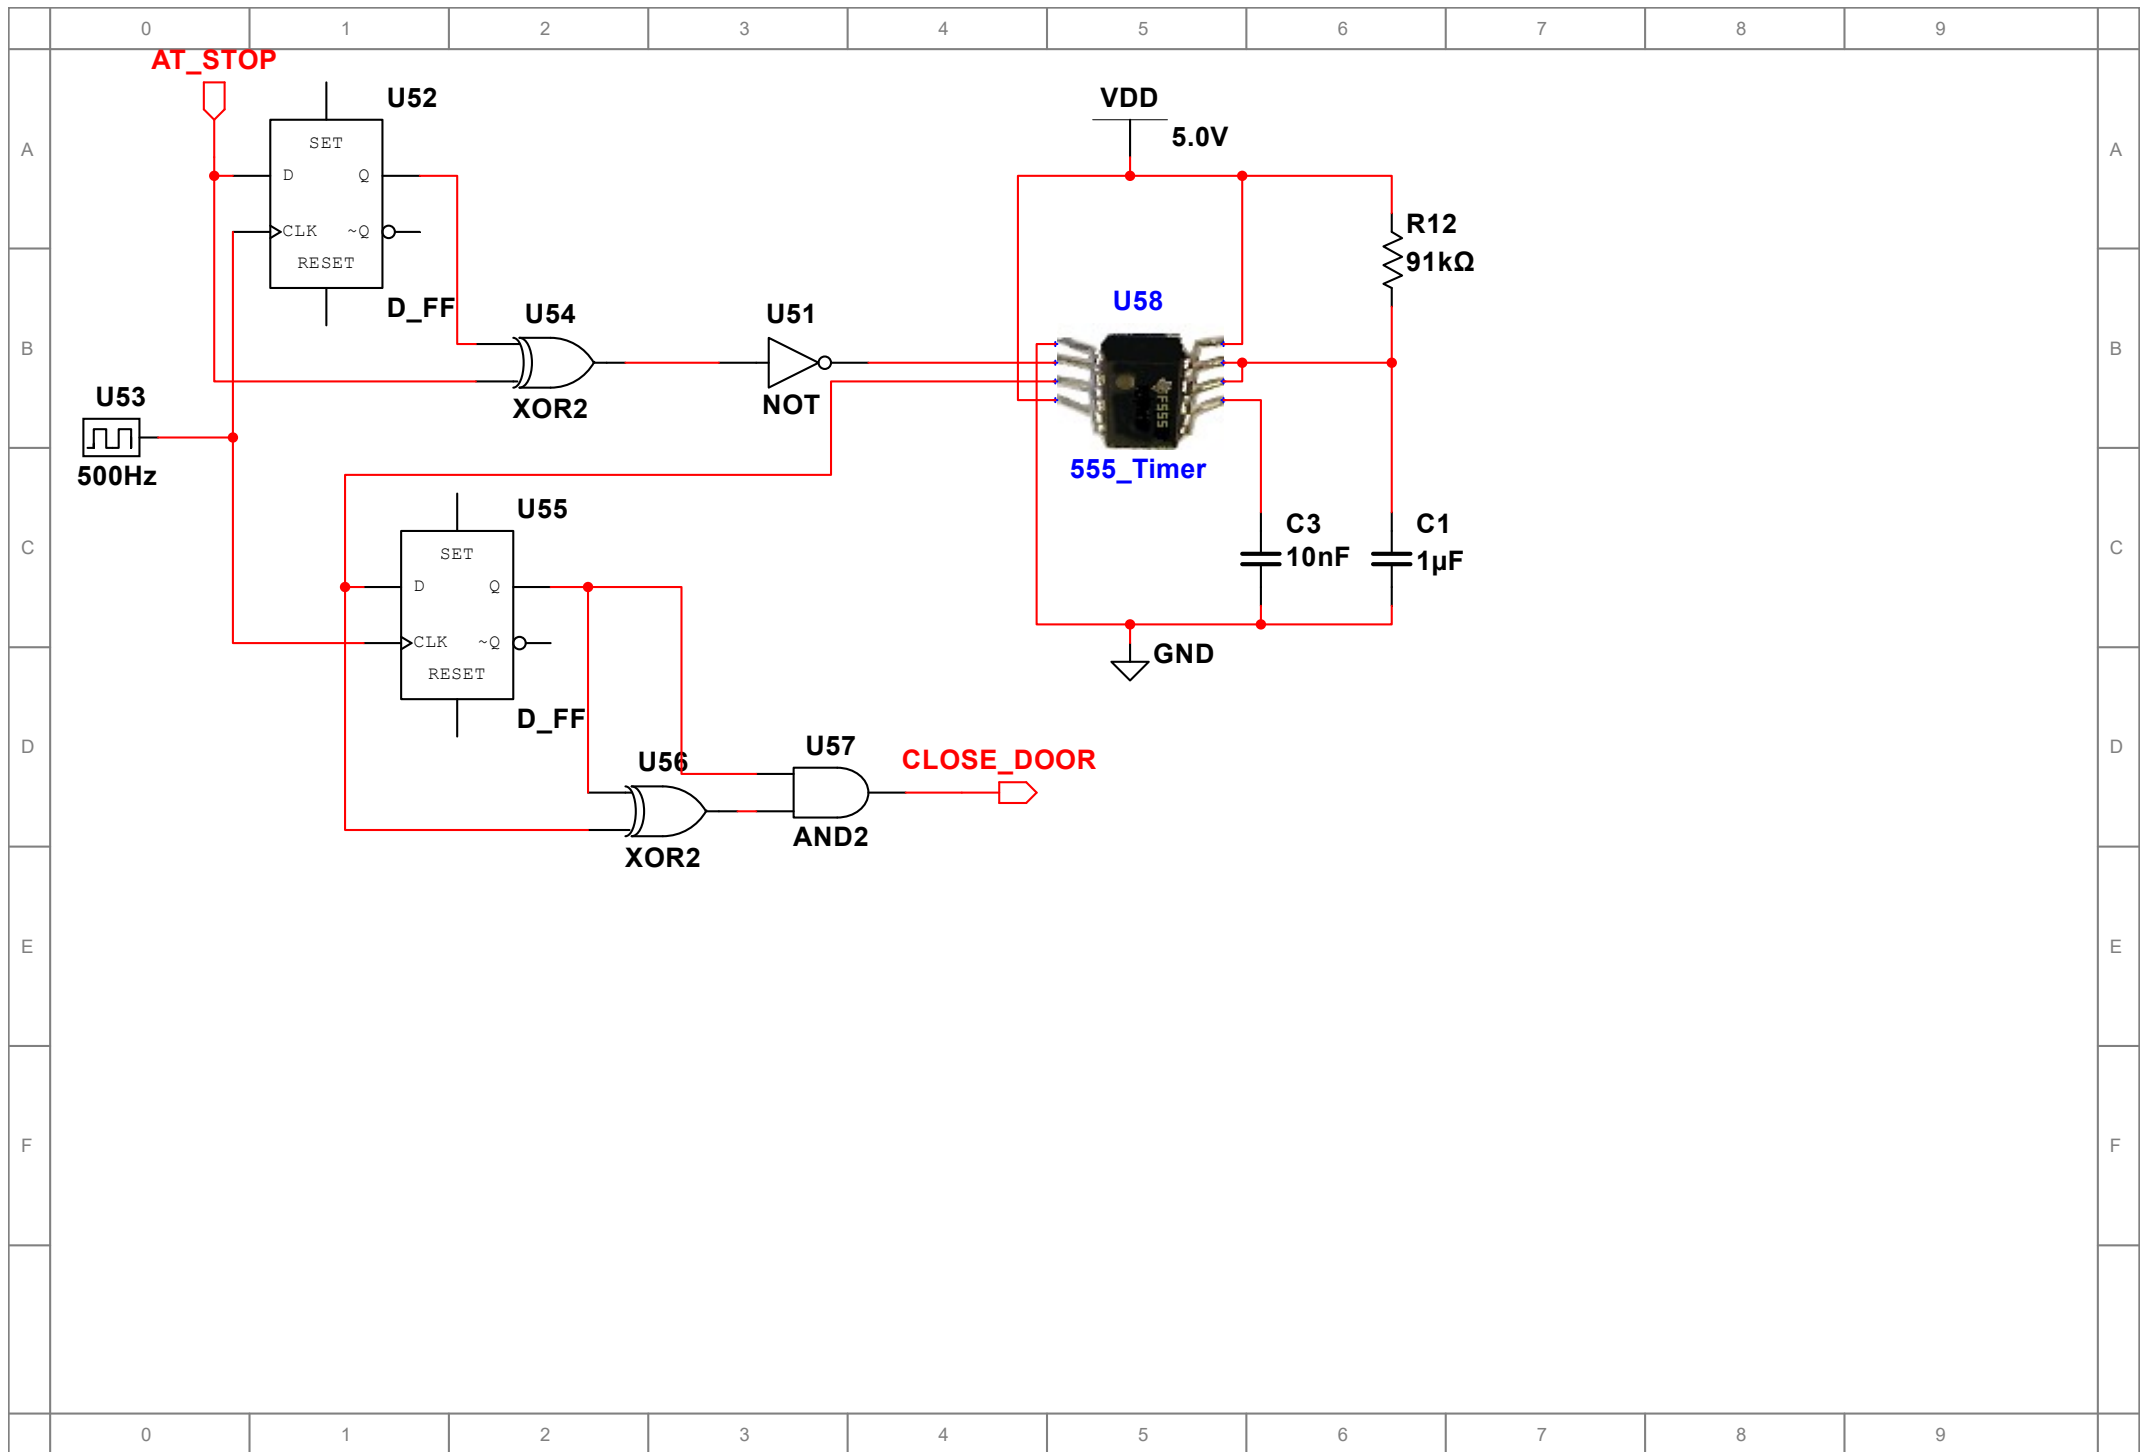 0 1 2 3 4 5 6 7 8 9
AT_STOP
U52
VDD
5.0V
A
SET
A
D Q
CLK ~Q
RESET
D_FF
R12
91kΩ
U54
U51
U58
B
B
XOR2
NOT
U53
500Hz
F555
555_Timer
U55
C3
10nF
C1
1µF
C
SET
C
D Q
CLK ~Q
RESET
D_FF
GND
D
U56
U57
CLOSE_DOOR
D
AND2
XOR2
E
E
F
F
0 1 2 3 4 5 6 7 8 9